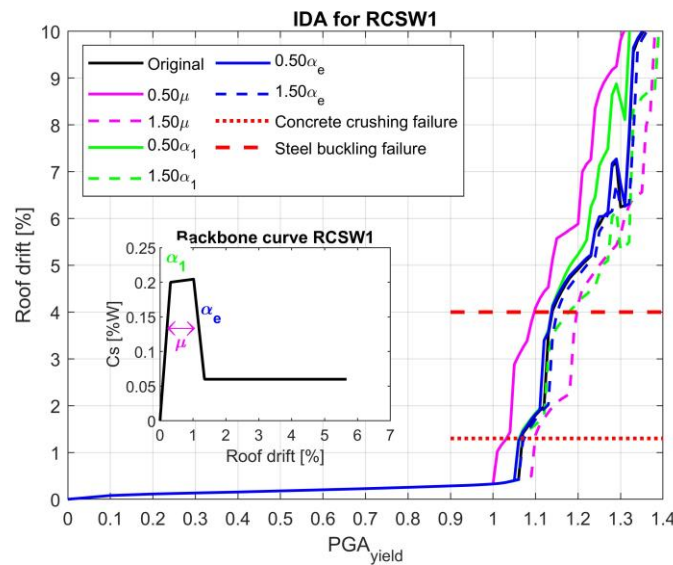 IDA for RCSW1
Roof drift [%]
10
9
8
7
6
5
4
3
2
1
0
Original
0.50μ
1.50μ
0.50α1
1.50α1
0.50αe
1.50αe
Concrete crushing failure
Steel buckling failure
Backbone curve RCSW1
Cs [%W]
0.25
0.2
0.15
0.1
0.05
0
α1
αe
μ
0 1 2 3 4 5 6 7
Roof drift [%]
0 0.1 0.2 0.3 0.4 0.5 0.6 0.7 0.8 0.9 1 1.1 1.2 1.3 1.4
PGAyield